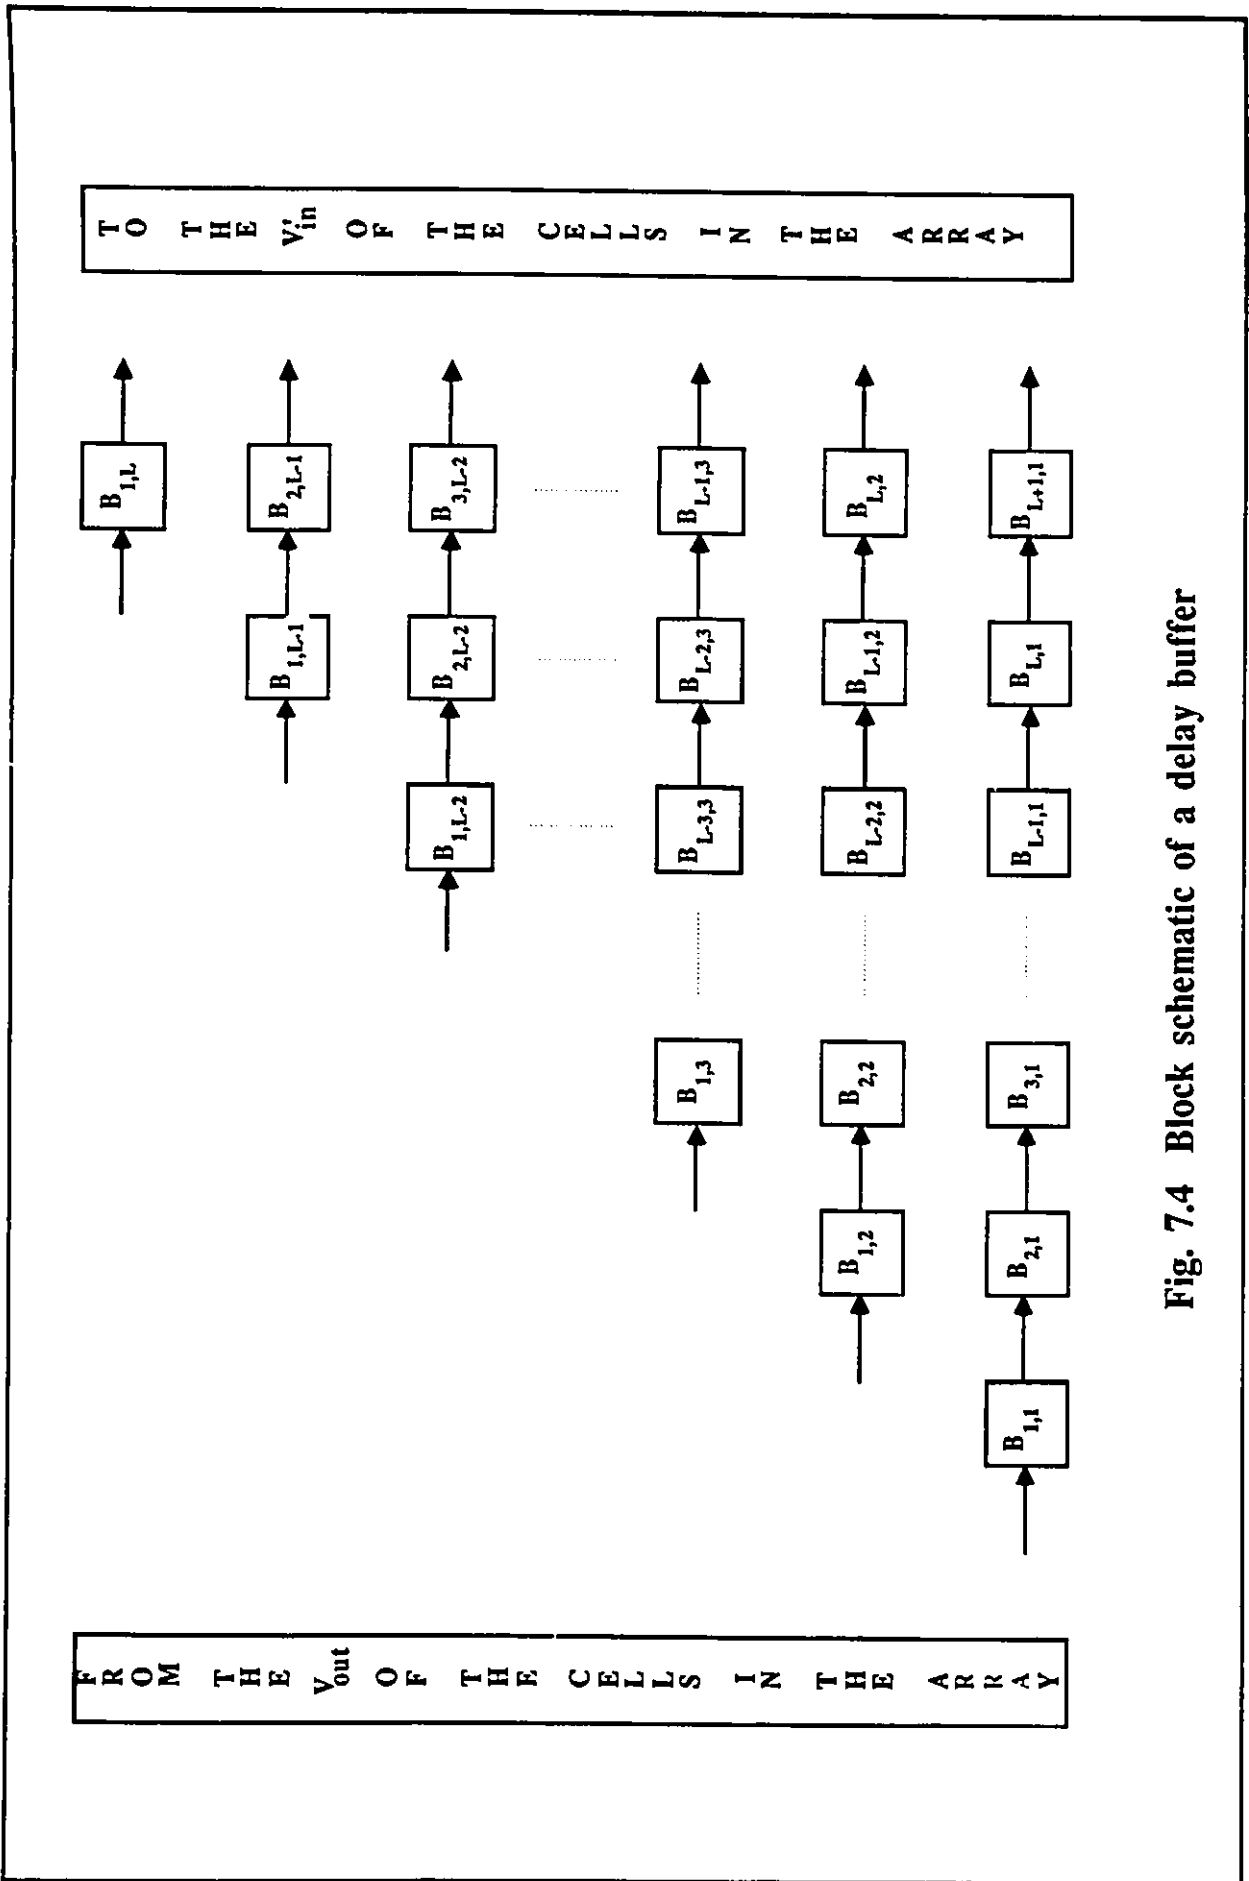 FROM THE Vout OF THE CELLS IN THE ARRAY
B1,L
B1,L-1 B2,L-1
B1,L-2 B2,L-2 B3,L-2
B1,3 BL-3,3 BL-2,3 BL-1,3
B1,2 B2,2 BL-2,2 BL-1,2 BL,2
B1,1 B2,1 B3,1 BL-1,1 BL,1 BL+1,1
TO THE V'in OF THE CELLS IN THE ARRAY
Fig. 7.4 Block schematic of a delay buffer